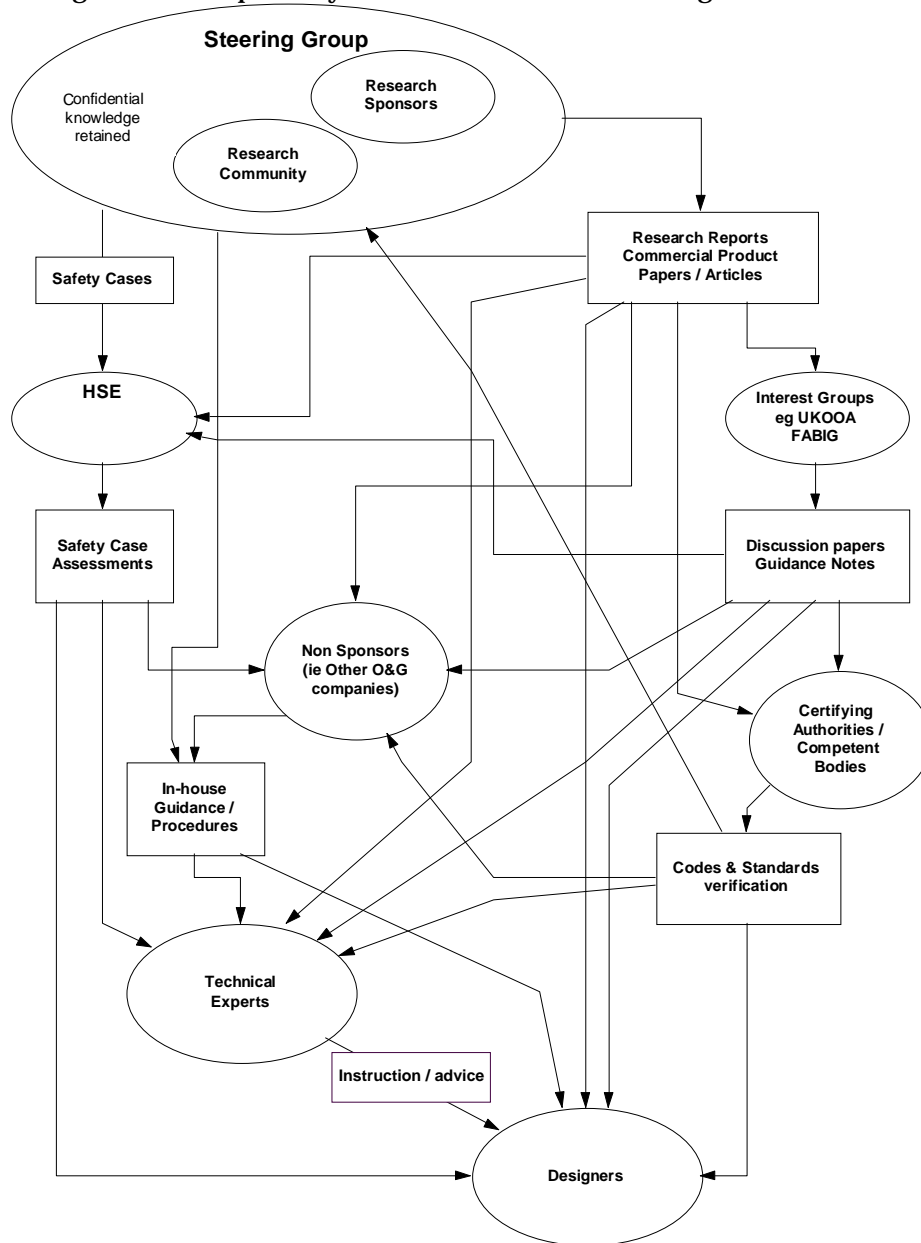 Steering Group
Research
Sponsors
Confidential
knowledge
retained
Research
Community
Research Reports
Commercial Product
Papers / Articles
Safety Cases
HSE
Interest Groups
eg UKOOA
FABIG
Safety Case
Assessments
Discussion papers
Guidance Notes
Non Sponsors
(ie Other O&G
companies)
Certifying
Authorities /
Competent
Bodies
In-house
Guidance /
Procedures
Codes & Standards
verification
Technical
Experts
Instruction / advice
Designers